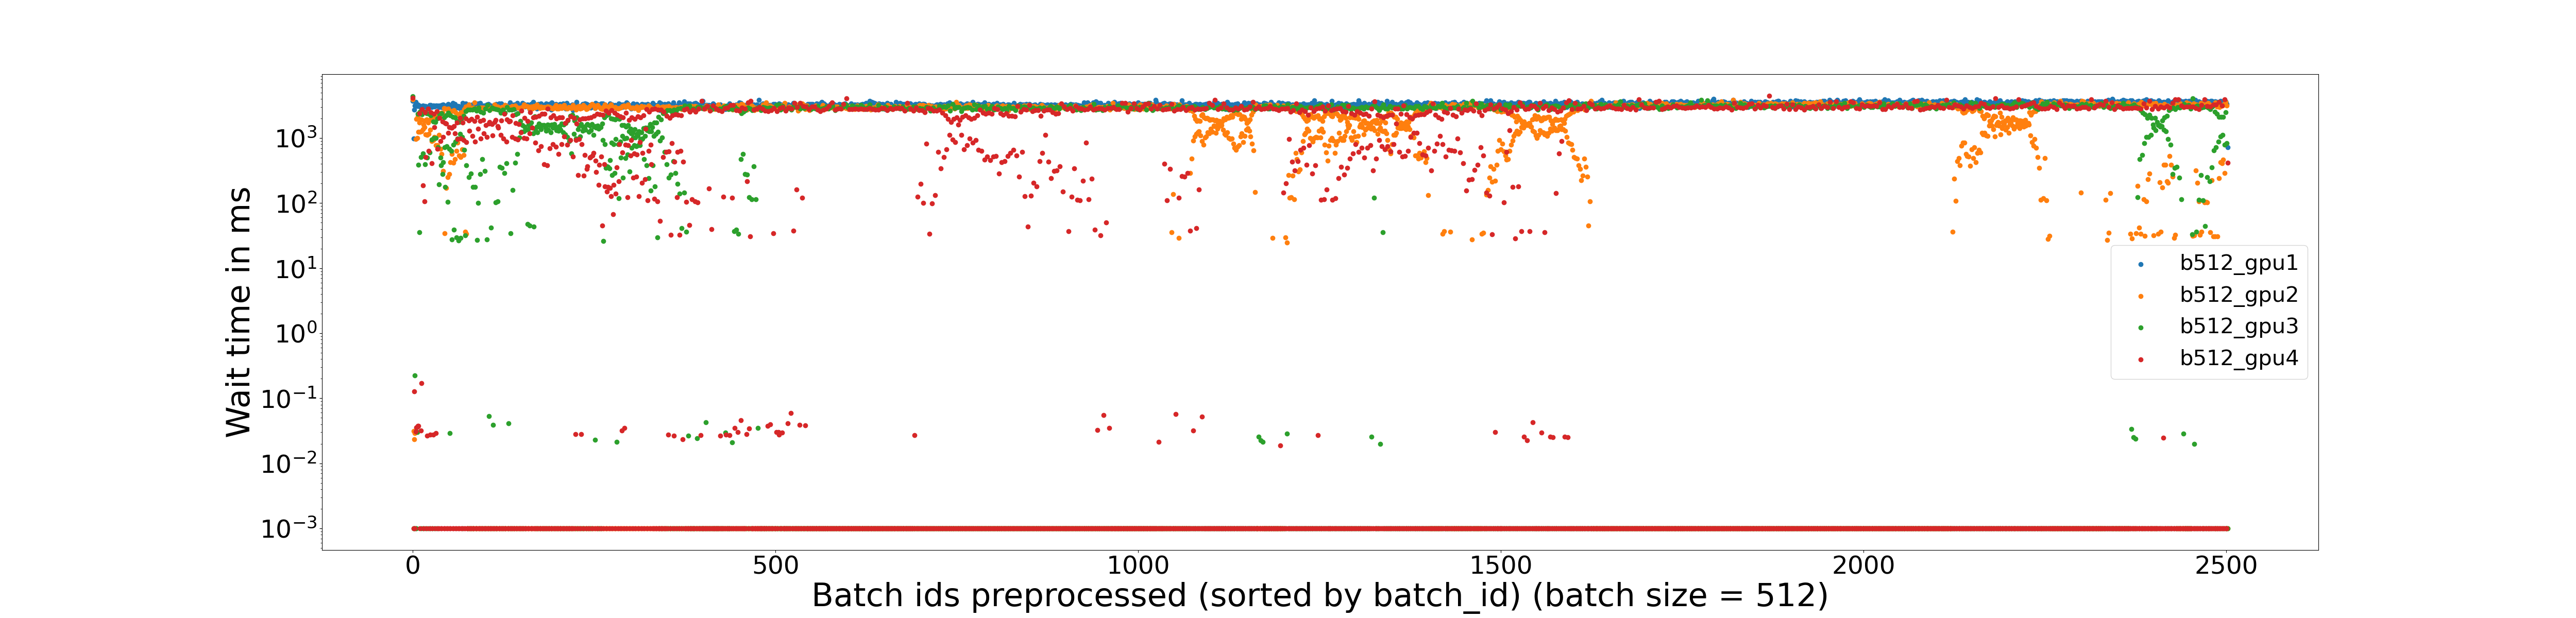 Wait time in ms
10³
10²
10¹
10⁰
10⁻¹
10⁻²
10⁻³
b512_gpu1
b512_gpu2
b512_gpu3
b512_gpu4
0 500 1000 1500 2000 2500
Batch ids preprocessed (sorted by batch_id) (batch size = 512)